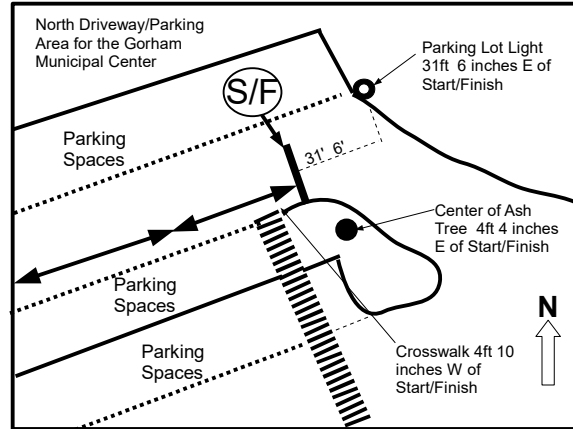 North Driveway/Parking
Area for the Gorham
Municipal Center
Parking Lot Light
31ft  6 inches E of
Start/Finish
S/F
Parking
Spaces
31'  6'
Center of Ash
Tree  4ft 4 inches
E of Start/Finish
Parking
Spaces
N
Parking
Spaces
Crosswalk 4ft 10
inches W of
Start/Finish